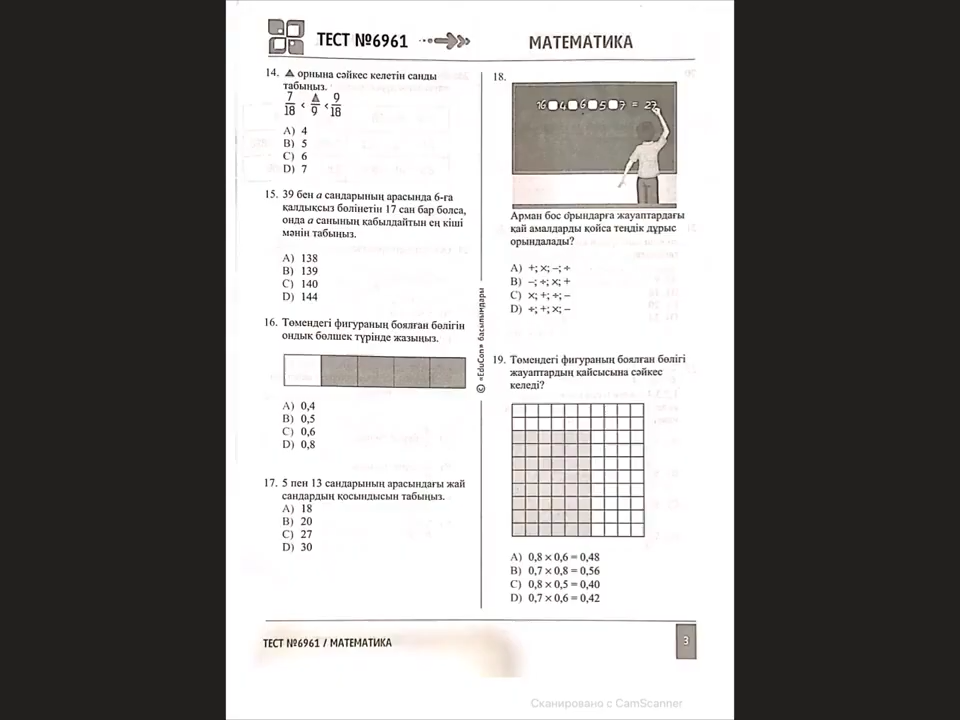 ТЕСТ №6961
МАТЕМАТИКА
14. ▲ орнына сәйкес келетін санды
табыңыз.
7/18 < ▲/9 < 9/18
A) 4
B) 5
C) 6
D) 7
15. 39 бен a сандарының арасында 6-ға
қалдықсыз бөлінетін 17 сан бар болса,
онда a санының қабылдайтын ең кіші
мәнін табыңыз.
A) 138
B) 139
C) 140
D) 144
16. Төмендегі фигураның боялған бөлігін
ондық бөлшек түрінде жазыңыз.
A) 0,4
B) 0,5
C) 0,6
D) 0,8
17. 5 пен 13 сандарының арасындағы жай
сандардың қосындысын табыңыз.
A) 18
B) 20
C) 27
D) 30
© «EduCon» басылымдары
18.
16□4□6□5□7 = 27
Арман бос орындарға жауаптардағы
қай амалдарды қойса теңдік дұрыс
орындалады?
A) +; ×; –; ÷
B) –; ÷; ×; +
C) ×; +; ÷; –
D) ÷; +; ×; –
19. Төмендегі фигураның боялған бөлігі
жауаптардың қайсысына сәйкес
келеді?
A) 0,8 × 0,6 = 0,48
B) 0,7 × 0,8 = 0,56
C) 0,8 × 0,5 = 0,40
D) 0,7 × 0,6 = 0,42
ТЕСТ №6961 / МАТЕМАТИКА
3
Сканировано с CamScanner